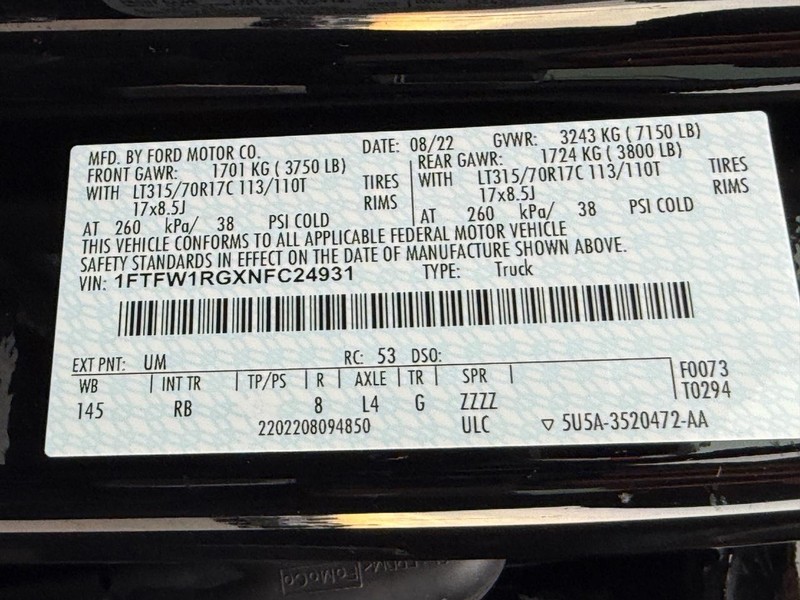 MFD. BY FORD MOTOR CO. DATE: 08/22 GVWR: 3243 KG ( 7150 LB)
FRONT GAWR: 1701 KG ( 3750 LB) REAR GAWR: 1724 KG ( 3800 LB)
WITH LT315/70R17C 113/110T TIRES WITH LT315/70R17C 113/110T TIRES
17x8.5J RIMS 17x8.5J RIMS
AT 260 kPa/ 38 PSI COLD AT 260 kPa/ 38 PSI COLD
THIS VEHICLE CONFORMS TO ALL APPLICABLE FEDERAL MOTOR VEHICLE
SAFETY STANDARDS IN EFFECT ON THE DATE OF MANUFACTURE SHOWN ABOVE.
VIN: 1FTFW1RGXNFC24931 TYPE: Truck
EXT PNT: UM RC: 53 DSO:
WB INT TR TP/PS R AXLE TR SPR F0073
145 RB 8 L4 G ZZZZ T0294
2202208094850 ULC ▽ 5U5A-3520472-AA
FoMoCo